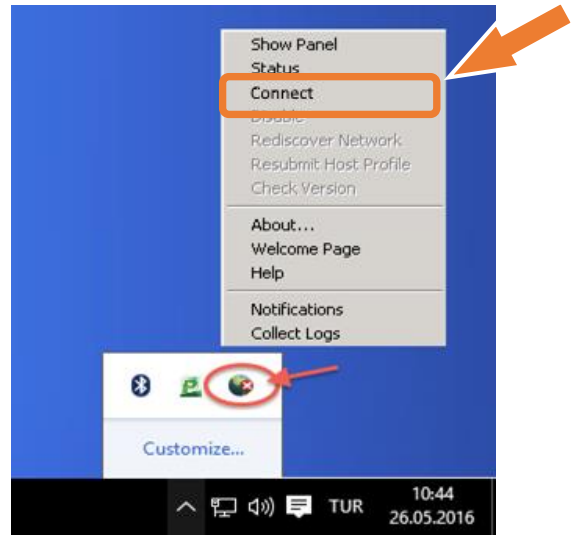 Show Panel
Status
Connect
Disable
Rediscover Network
Resubmit Host Profile
Check Version
About...
Welcome Page
Help
Notifications
Collect Logs
Customize...
TUR
10:44
26.05.2016